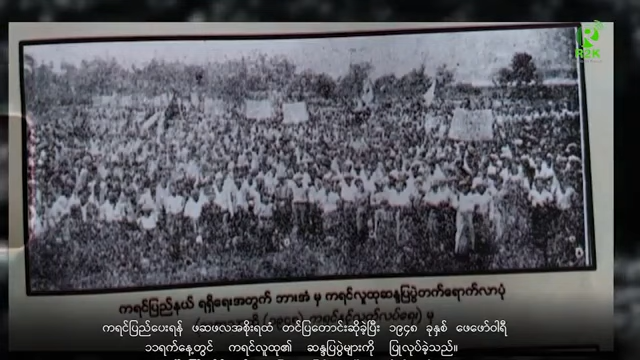 R2K
ကရင်ပြည်နယ် ရရှိရေးအတွက် ဘားအံ မှ ကရင်လူထုဆန္ဒပြပွဲတက်ရောက်လာပုံ
ကရင်ပြည်ပေးရန် ဖဆပလအစိုးရထံ တင်ပြတောင်းဆိုခဲ့ပြီး ၁၉၄၈ ခုနှစ် ဖေဖော်ဝါရီ
၁၁ရက်နေ့တွင် ကရင်လူထု၏ ဆန္ဒပြပွဲများကို ပြုလုပ်ခဲ့သည်။